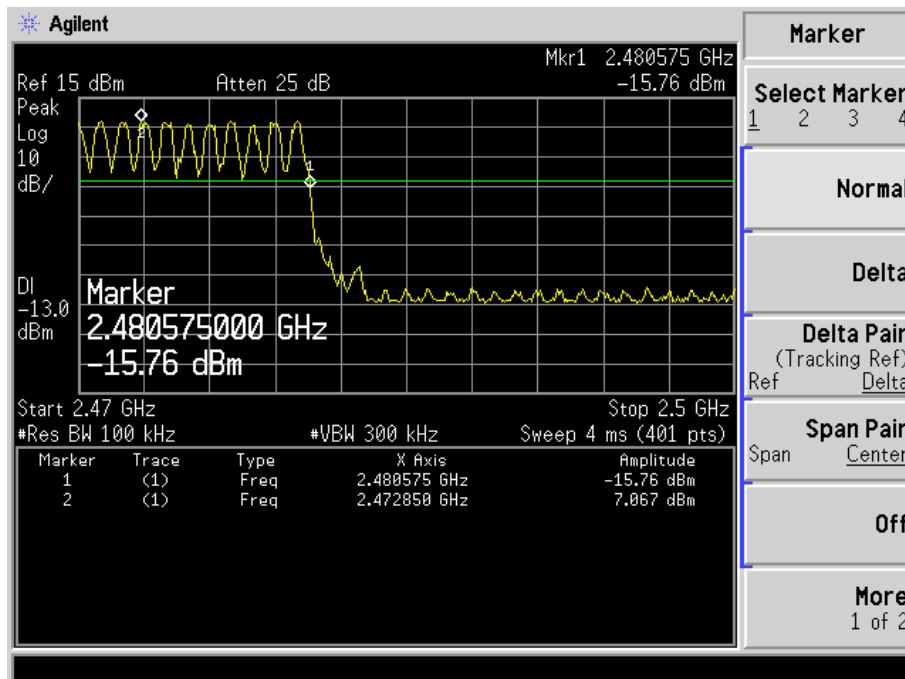 Agilent
Mkr1 2.480575 GHz
Ref 15 dBm Atten 25 dB -15.76 dBm
Peak
Log
10
dB/
2
1
DI
-13.0
dBm
Marker
2.480575000 GHz
-15.76 dBm
Start 2.47 GHz Stop 2.5 GHz
#Res BW 100 kHz #VBW 300 kHz Sweep 4 ms (401 pts)
Marker Trace Type X Axis Amplitude
1 (1) Freq 2.480575 GHz -15.76 dBm
2 (1) Freq 2.472850 GHz 7.067 dBm
Marker
Select Marker
1 2 3 4
Normal
Delta
Delta Pair
(Tracking Ref)
Ref Delta
Span Pair
Span Center
Off
More
1 of 2